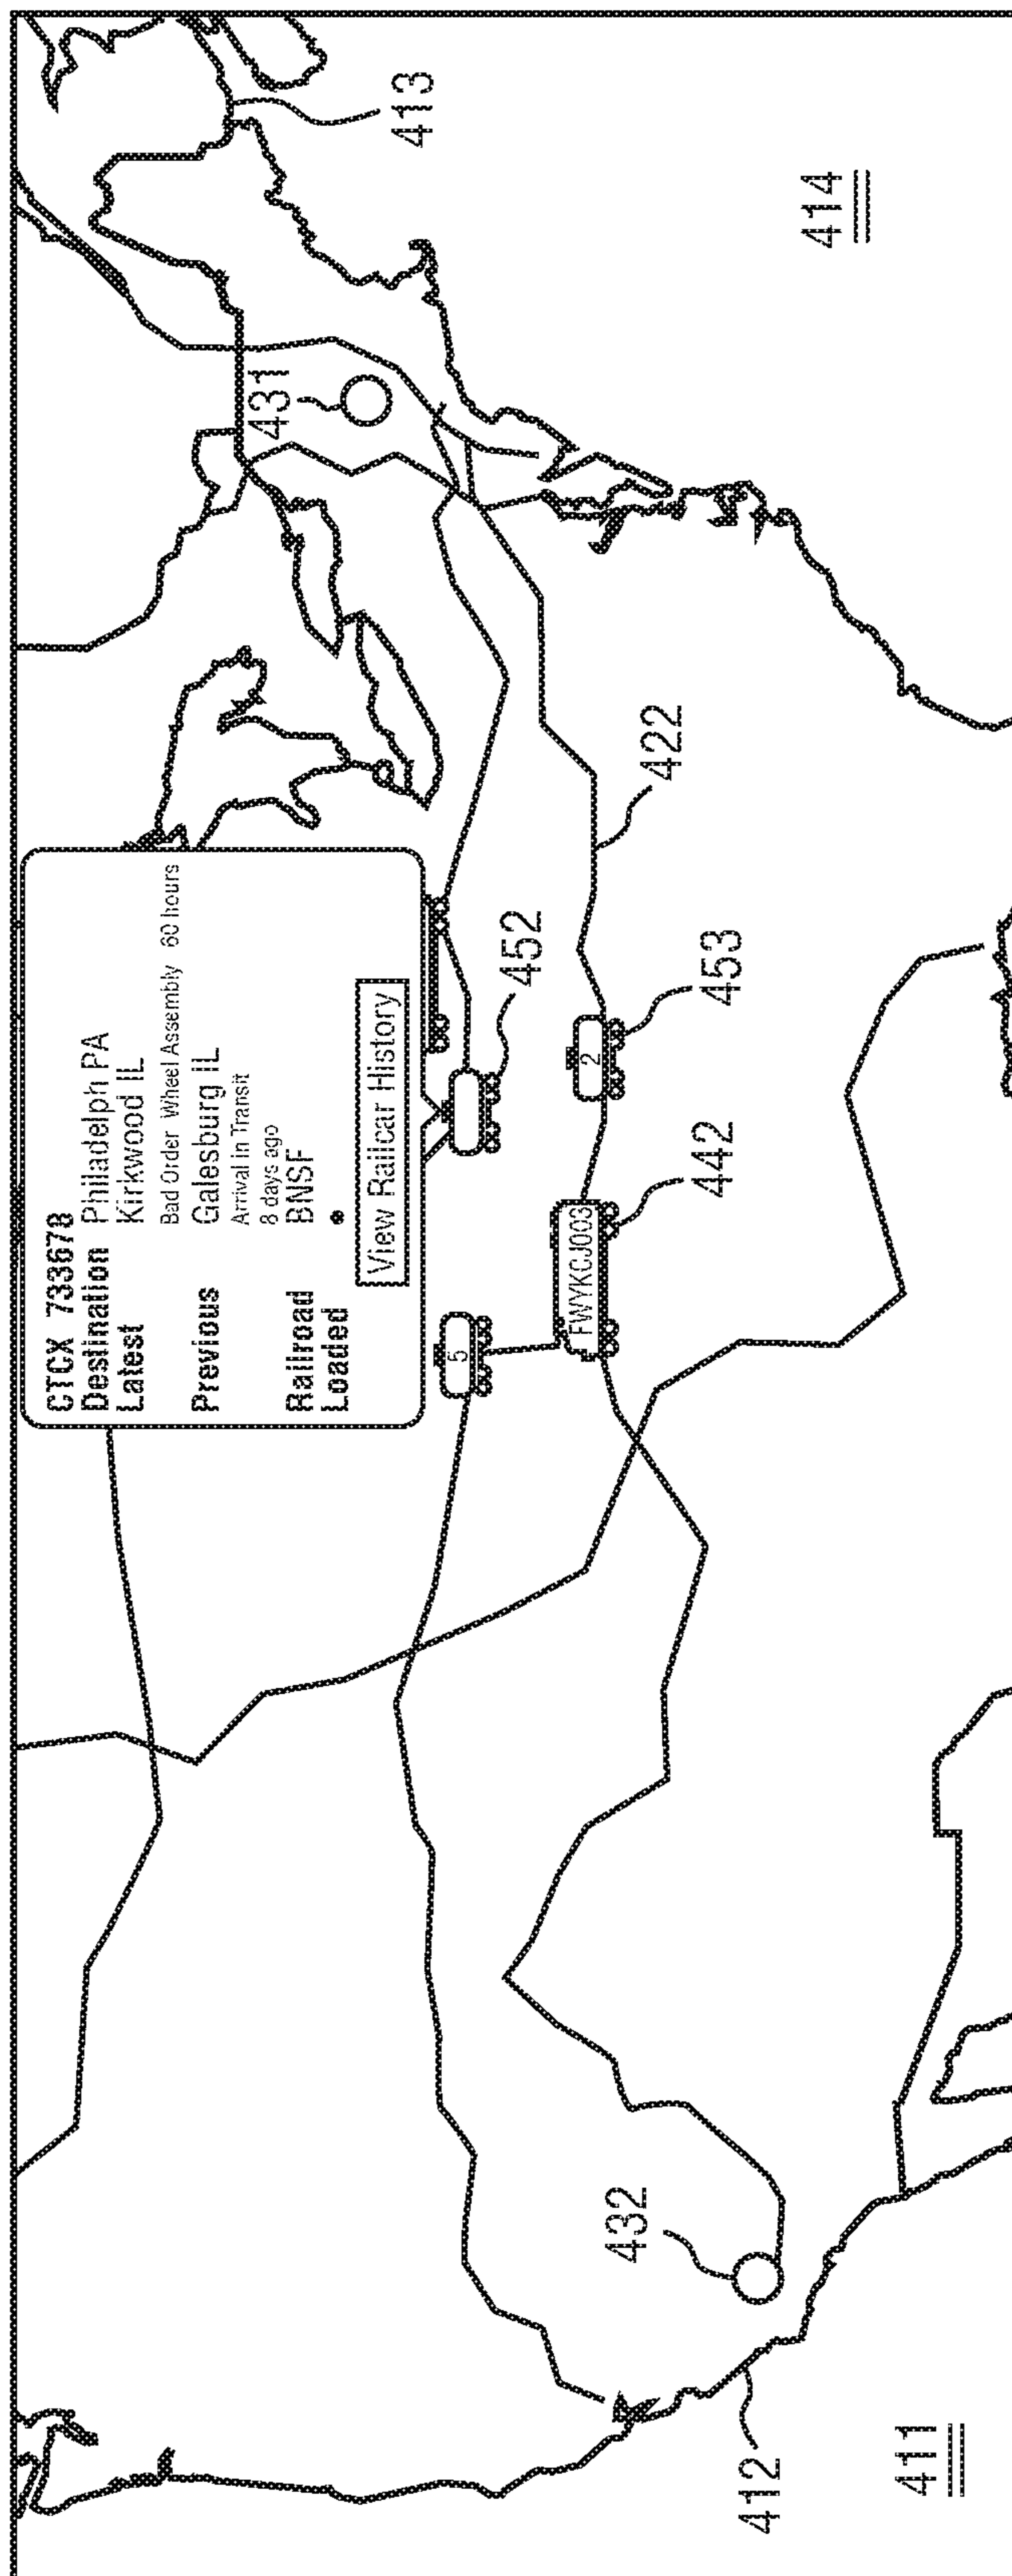 CTCX 733678
Destination Philadelph PA
Latest Kirkwood IL
Bad Order Wheel Assembly 60 hours
Previous Galesburg IL
Arrival In Transit
8 days ago
Railroad BNSF
Loaded •
View Railcar History
413
431
414
452
422
453
2
442
5
FWYKCJ003
432
412
411